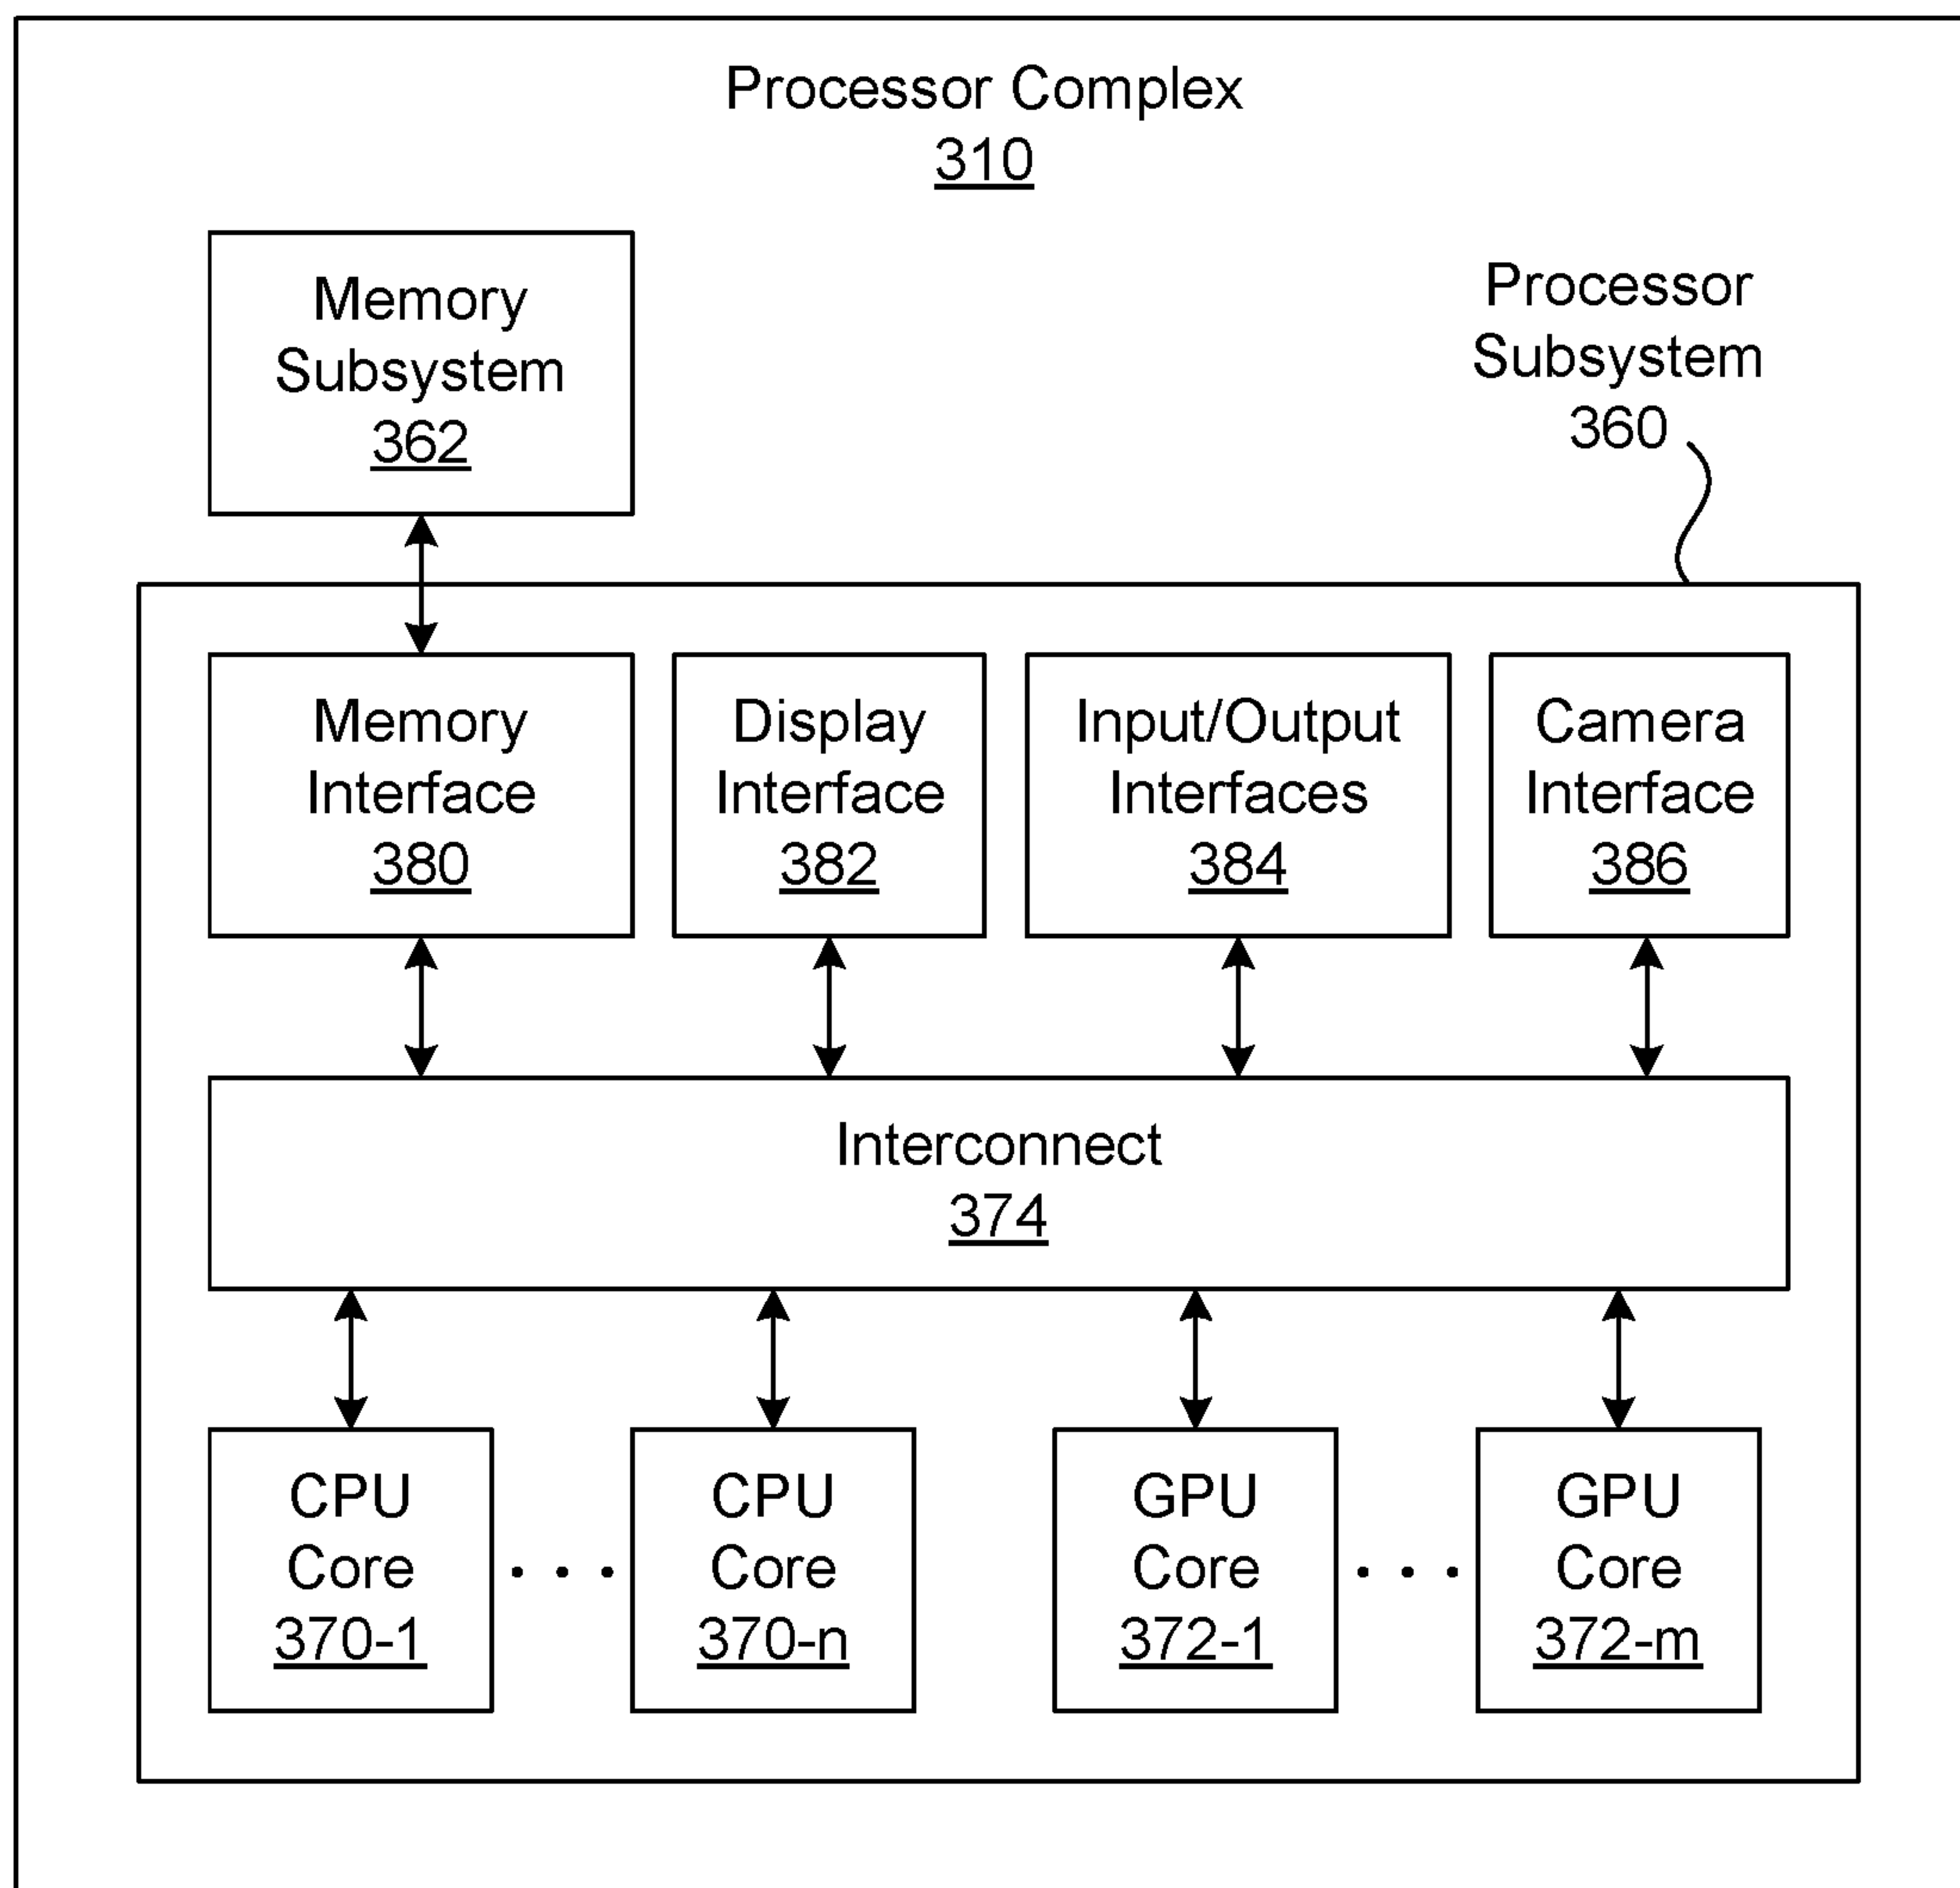 Processor Complex
310
Memory
Subsystem
362
Processor
Subsystem
360
Memory
Interface
380
Display
Interface
382
Input/Output
Interfaces
384
Camera
Interface
386
Interconnect
374
CPU
Core
370-1
. . .
CPU
Core
370-n
GPU
Core
372-1
. . .
GPU
Core
372-m